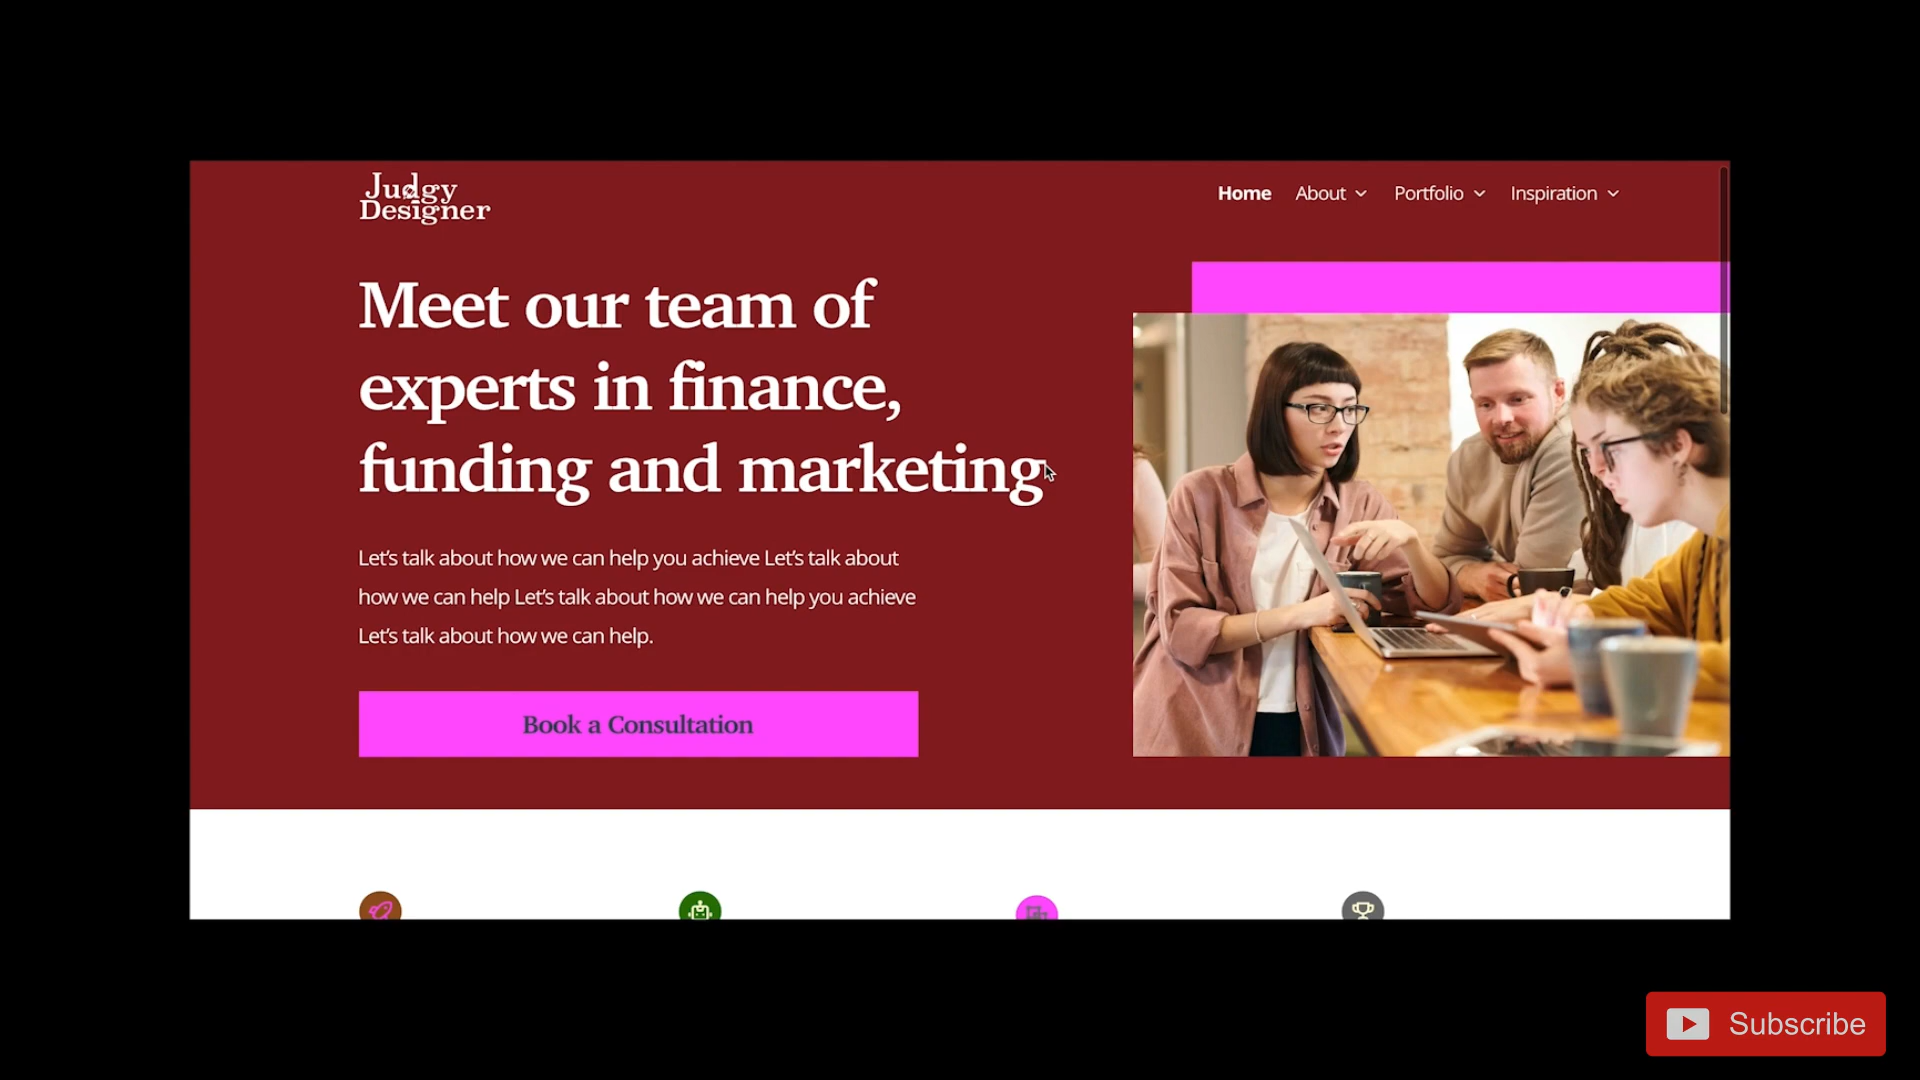 Judgy
Designer
Home About Portfolio Inspiration
Meet our team of
experts in finance,
funding and marketing
Let's talk about how we can help you achieve Let's talk about
how we can help Let's talk about how we can help you achieve
Let's talk about how we can help.
Book a Consultation
Subscribe